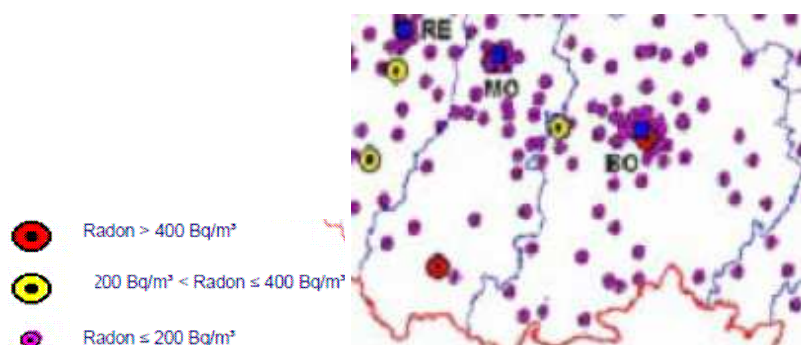 RE
MO
BO
Radon > 400 Bq/m³
200 Bq/m³ < Radon ≤ 400 Bq/m³
Radon ≤ 200 Bq/m³